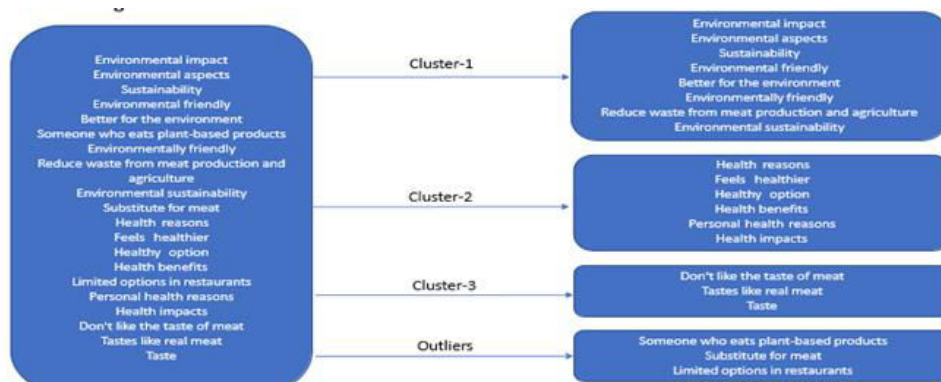 Environmental impact
Environmental aspects
Sustainability
Environmental friendly
Better for the environment
Someone who eats plant-based products
Environmentally friendly
Reduce waste from meat production and
agriculture
Environmental sustainability
Substitute for meat
Health reasons
Feels healthier
Healthy option
Health benefits
Limited options in restaurants
Personal health reasons
Health impacts
Don't like the taste of meat
Tastes like real meat
Taste
Cluster-1
Environmental impact
Environmental aspects
Sustainability
Environmental friendly
Better for the environment
Environmentally friendly
Reduce waste from meat production and agriculture
Environmental sustainability
Cluster-2
Health reasons
Feels healthier
Healthy option
Health benefits
Personal health reasons
Health impacts
Cluster-3
Don't like the taste of meat
Tastes like real meat
Taste
Outliers
Someone who eats plant-based products
Substitute for meat
Limited options in restaurants